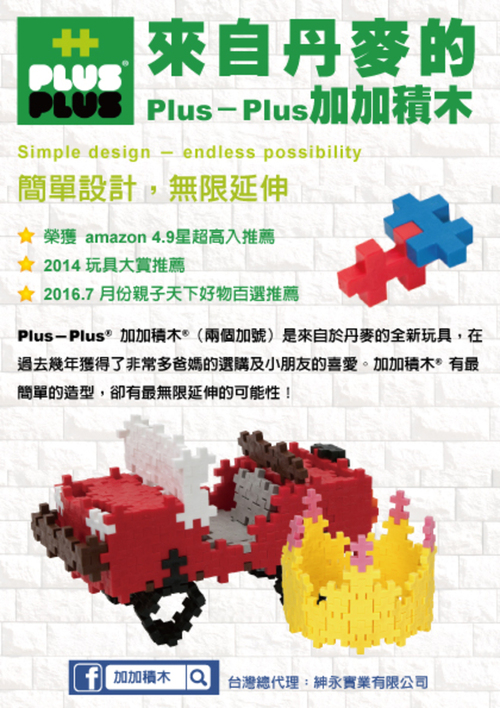 PLUS®
PLUS
來自丹麥的
Plus－Plus加加積木
Simple design － endless possibility
簡單設計，無限延伸
榮獲 amazon 4.9星超高入推薦
2014 玩具大賞推薦
2016.7 月份親子天下好物百選推薦
Plus－Plus® 加加積木®（兩個加號）是來自於丹麥的全新玩具，在
過去幾年獲得了非常多爸媽的選購及小朋友的喜愛。加加積木® 有最
簡單的造型，卻有最無限延伸的可能性！
f 加加積木
台灣總代理：紳永實業有限公司